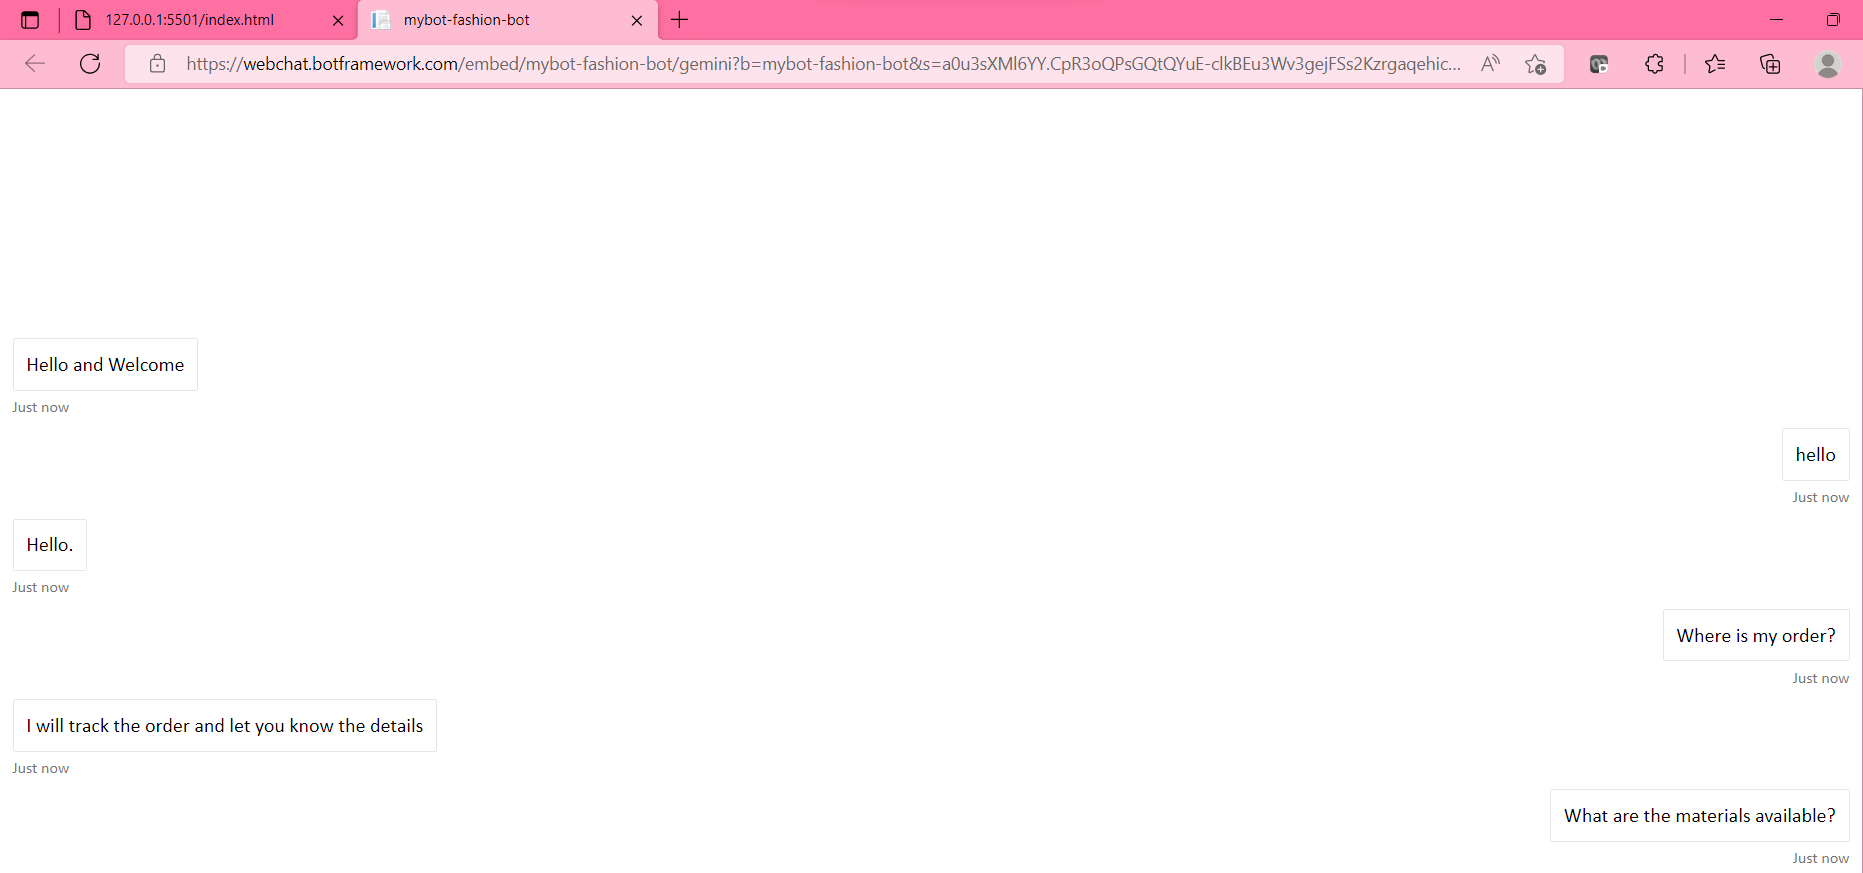 127.0.0.1:5501/index.html
mybot-fashion-bot
https://webchat.botframework.com/embed/mybot-fashion-bot/gemini?b=mybot-fashion-bot&s=a0u3sXMl6YY.CpR3oQPsGQtQYuE-clkBEu3Wv3gejFSs2Kzrgaqehic...
Hello and Welcome
Just now
hello
Just now
Hello.
Just now
Where is my order?
Just now
I will track the order and let you know the details
Just now
What are the materials available?
Just now